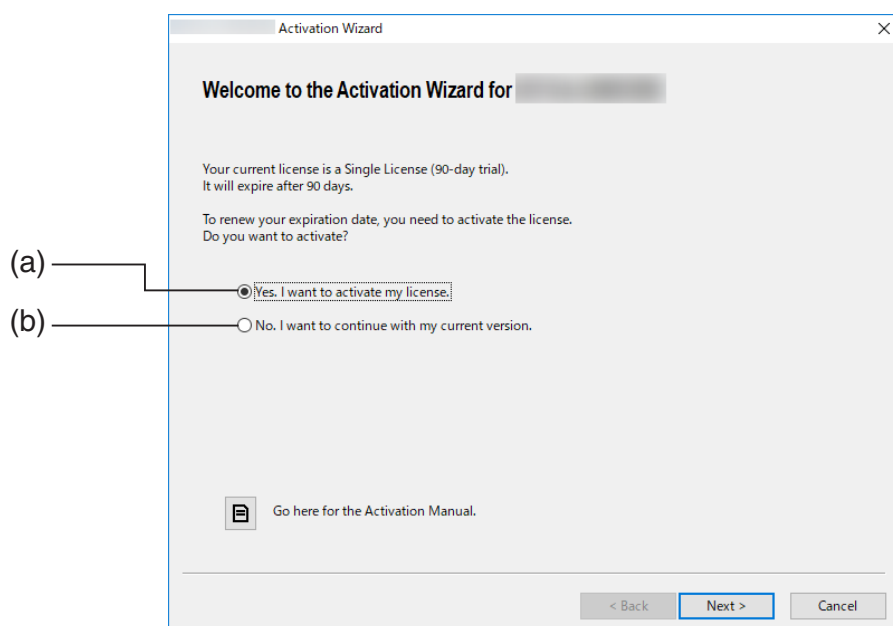 Activation Wizard
Welcome to the Activation Wizard for
Your current license is a Single License (90-day trial).
It will expire after 90 days.
To renew your expiration date, you need to activate the license.
Do you want to activate?
(a)
Yes. I want to activate my license.
(b)
No. I want to continue with my current version.
Go here for the Activation Manual.
< Back
Next >
Cancel